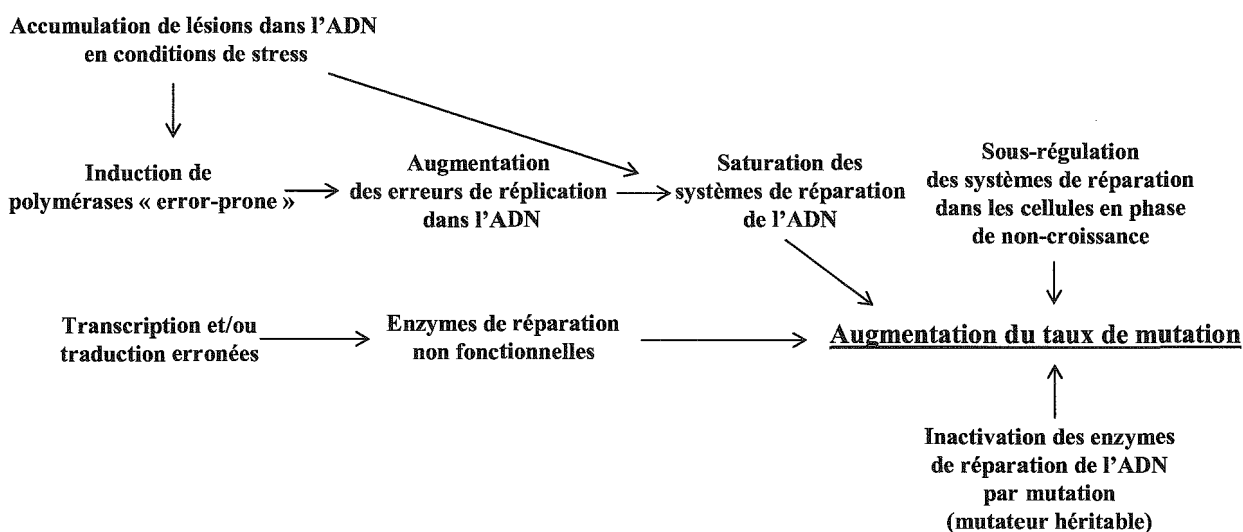 Accumulation de lésions dans l'ADN
en conditions de stress
Induction de
polymérases « error-prone »
Augmentation
des erreurs de réplication
dans l'ADN
Saturation des
systèmes de réparation
de l'ADN
Sous-régulation
des systèmes de réparation
dans les cellules en phase
de non-croissance
Transcription et/ou
traduction erronées
Enzymes de réparation
non fonctionnelles
Augmentation du taux de mutation
Inactivation des enzymes
de réparation de l'ADN
par mutation
(mutateur héritable)